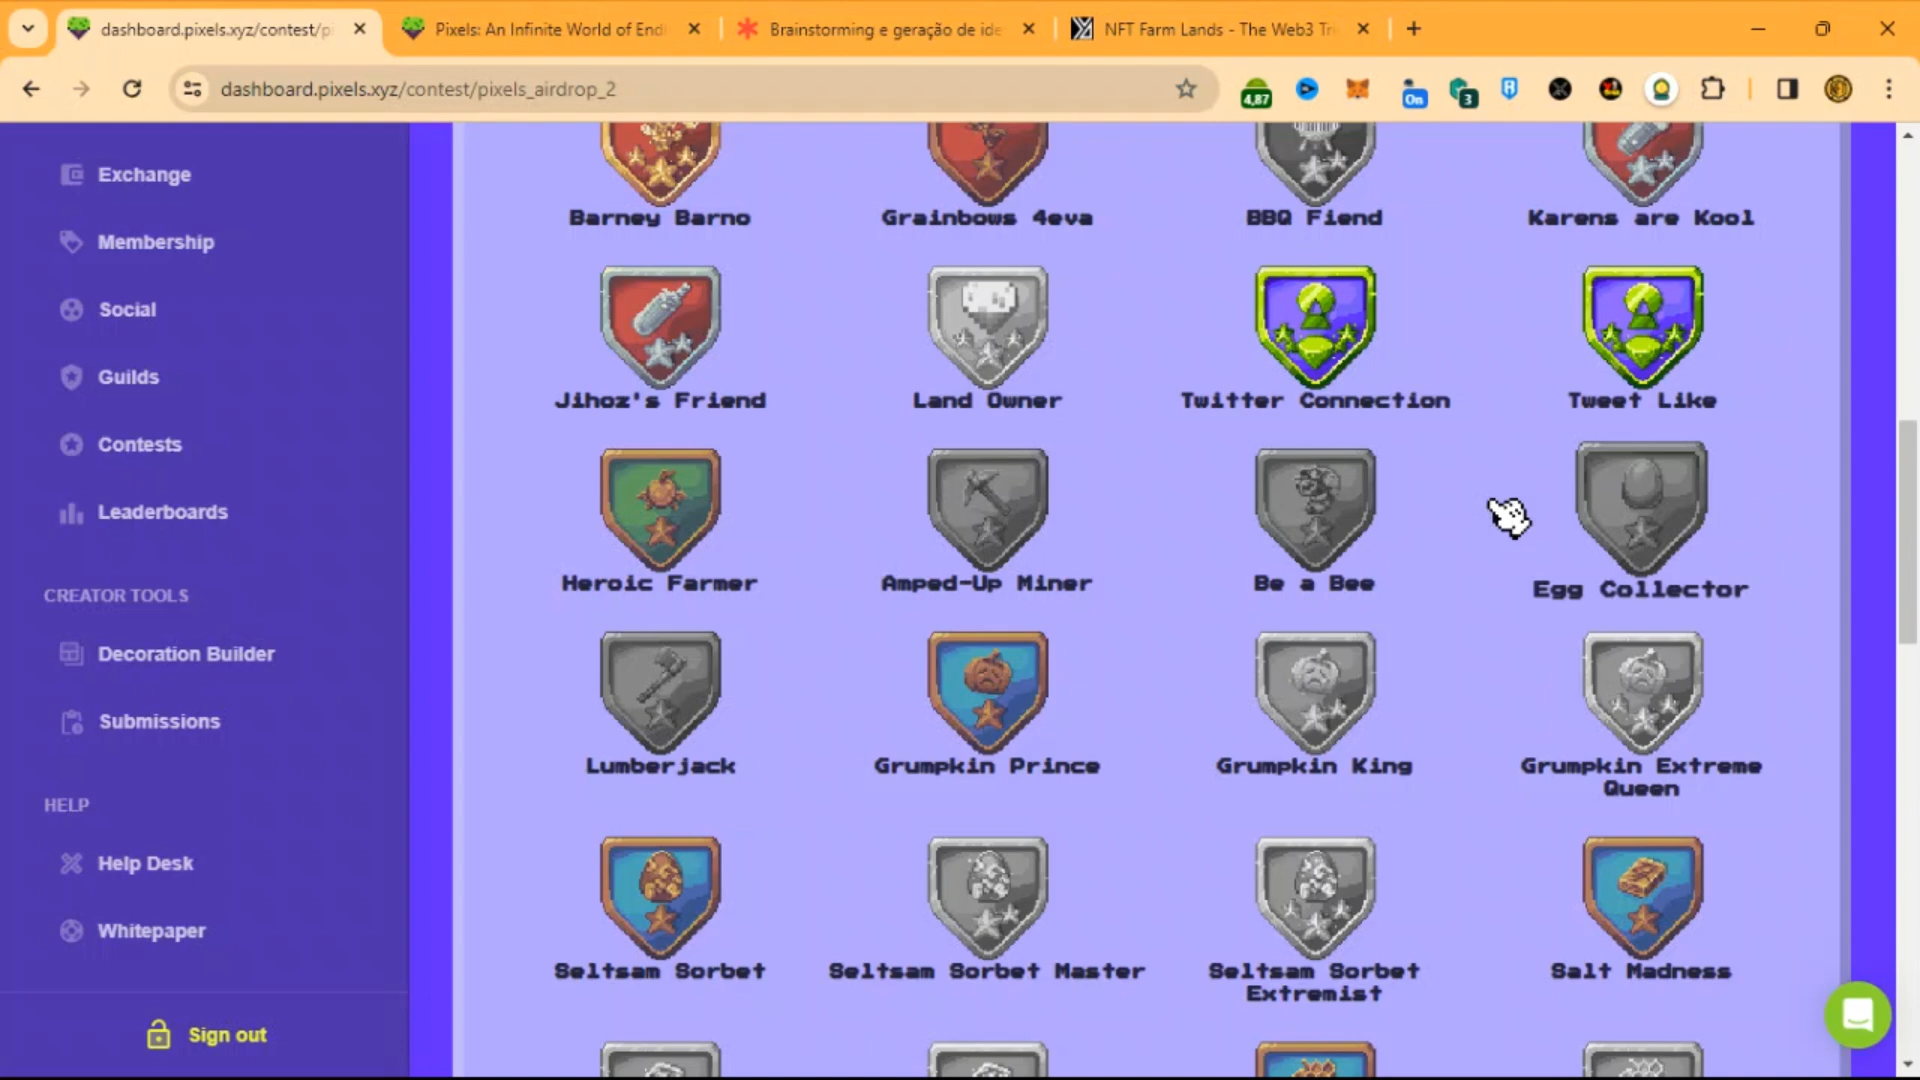 dashboard.pixels.xyz/contest/p
Pixels: An Infinite World of End
Brainstorming e geração de ide
NFT Farm Lands - The Web3 Tri
dashboard.pixels.xyz/contest/pixels_airdrop_2
4,87
On
3
Exchange
Membership
Social
Guilds
Contests
Leaderboards
CREATOR TOOLS
Decoration Builder
Submissions
HELP
Help Desk
Whitepaper
Sign out
Barney Barno
Grainbows 4eva
BBQ Fiend
Karens are Kool
Jihoz's Friend
Land Owner
Twitter Connection
Tweet Like
Heroic Farmer
Amped-Up Miner
Be a Bee
Egg Collector
Lumberjack
Grumpkin Prince
Grumpkin King
Grumpkin Extreme
Queen
Seltsam Sorbet
Seltsam Sorbet Master
Seltsam Sorbet
Extremist
Salt Madness